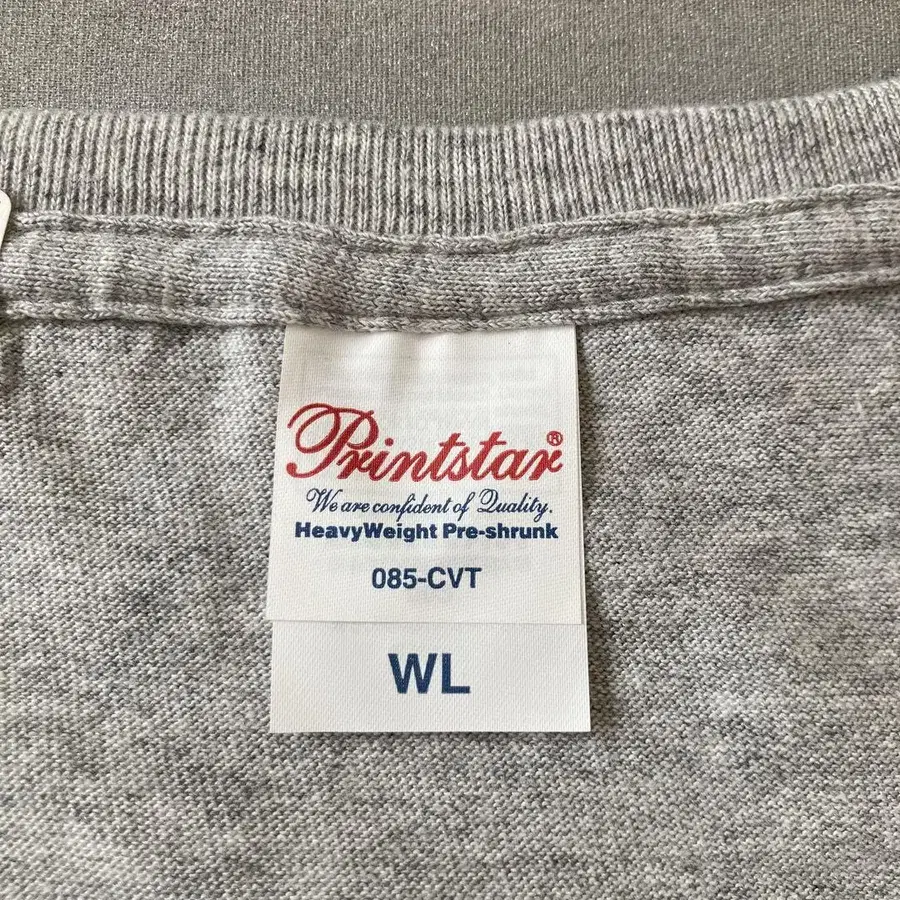 Printstar®
We are confident of Quality.
HeavyWeight Pre-shrunk
085-CVT
WL